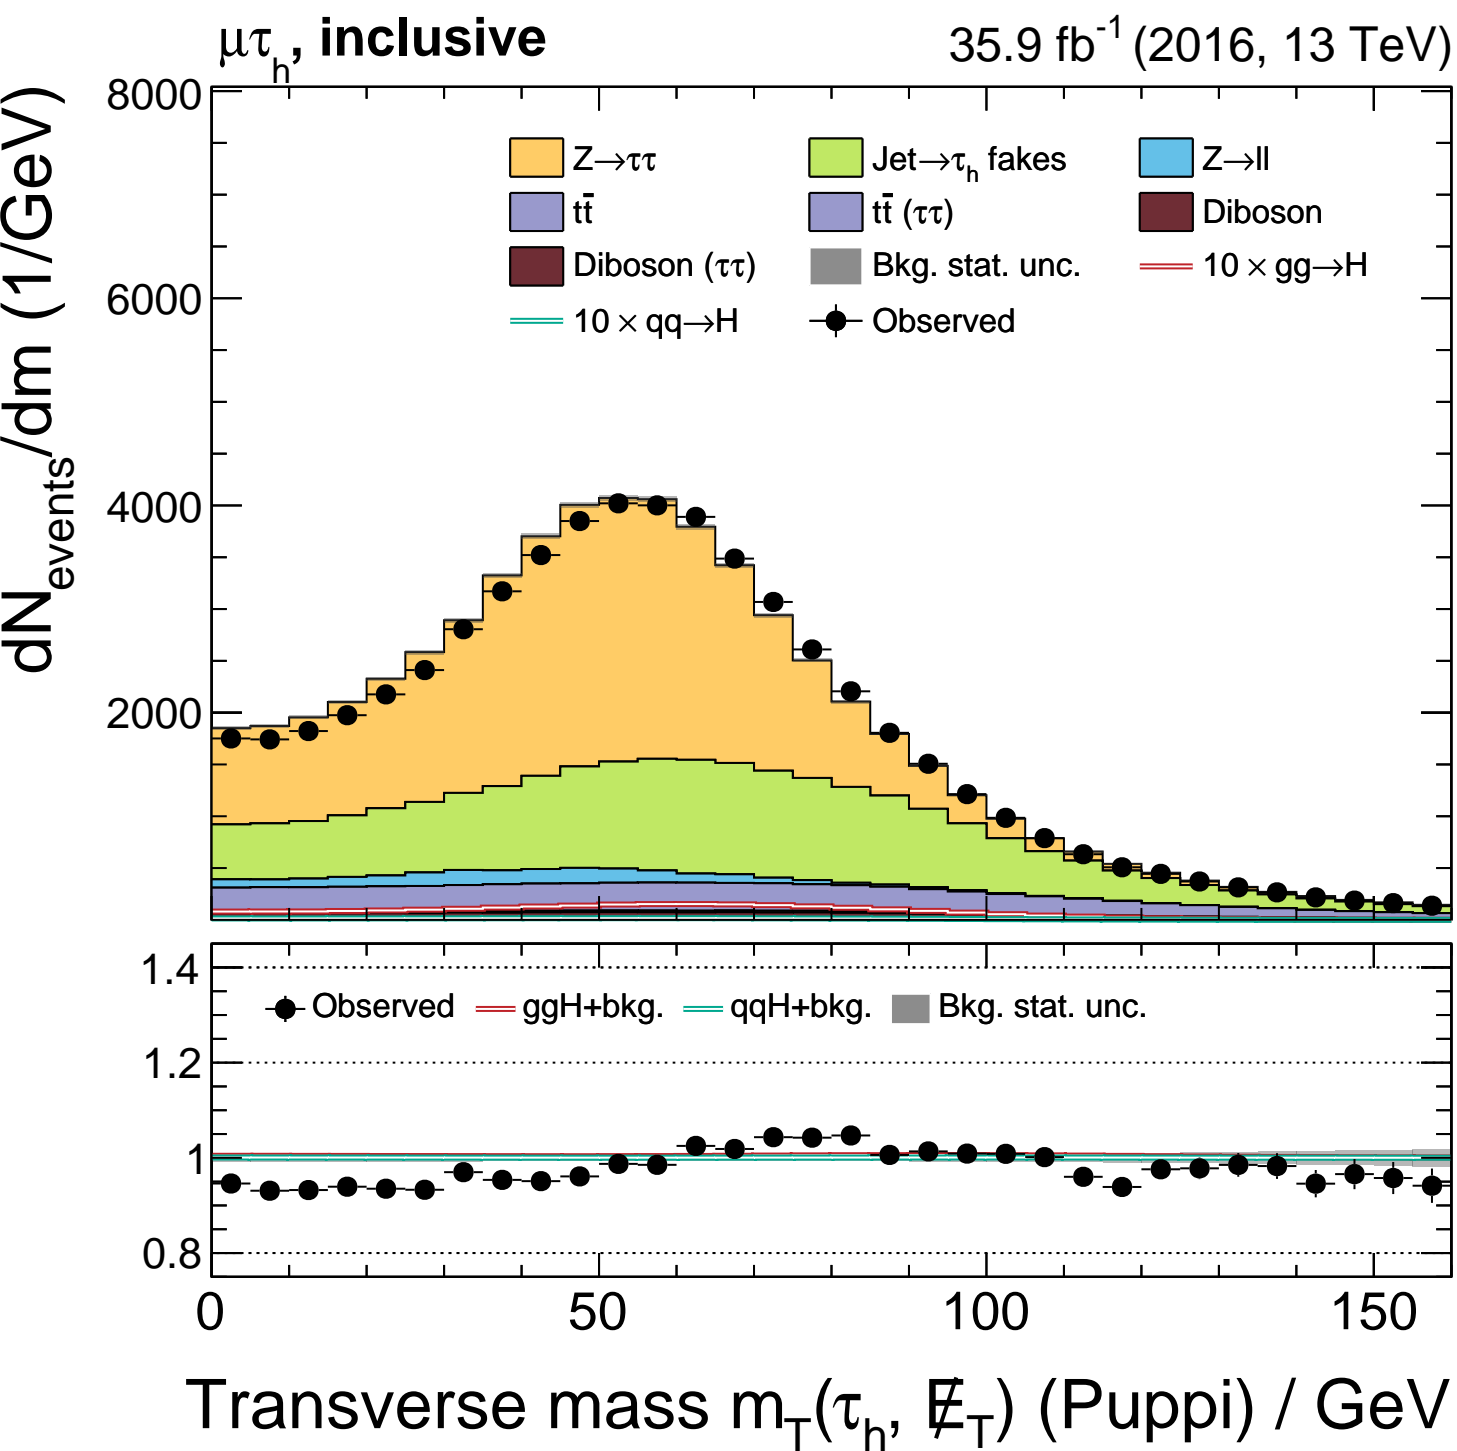 μτh, inclusive 35.9 fb-1 (2016, 13 TeV)
dNevents/dm (1/GeV)
8000
6000
4000
2000
Z→ττ Jet→τh fakes Z→ll
tt̄ tt̄ (ττ) Diboson
Diboson (ττ) Bkg. stat. unc. 10 × gg→H
10 × qq→H Observed
1.4
1.2
1
0.8
Observed ggH+bkg. qqH+bkg. Bkg. stat. unc.
0 50 100 150
Transverse mass mT(τh, E̸T) (Puppi) / GeV